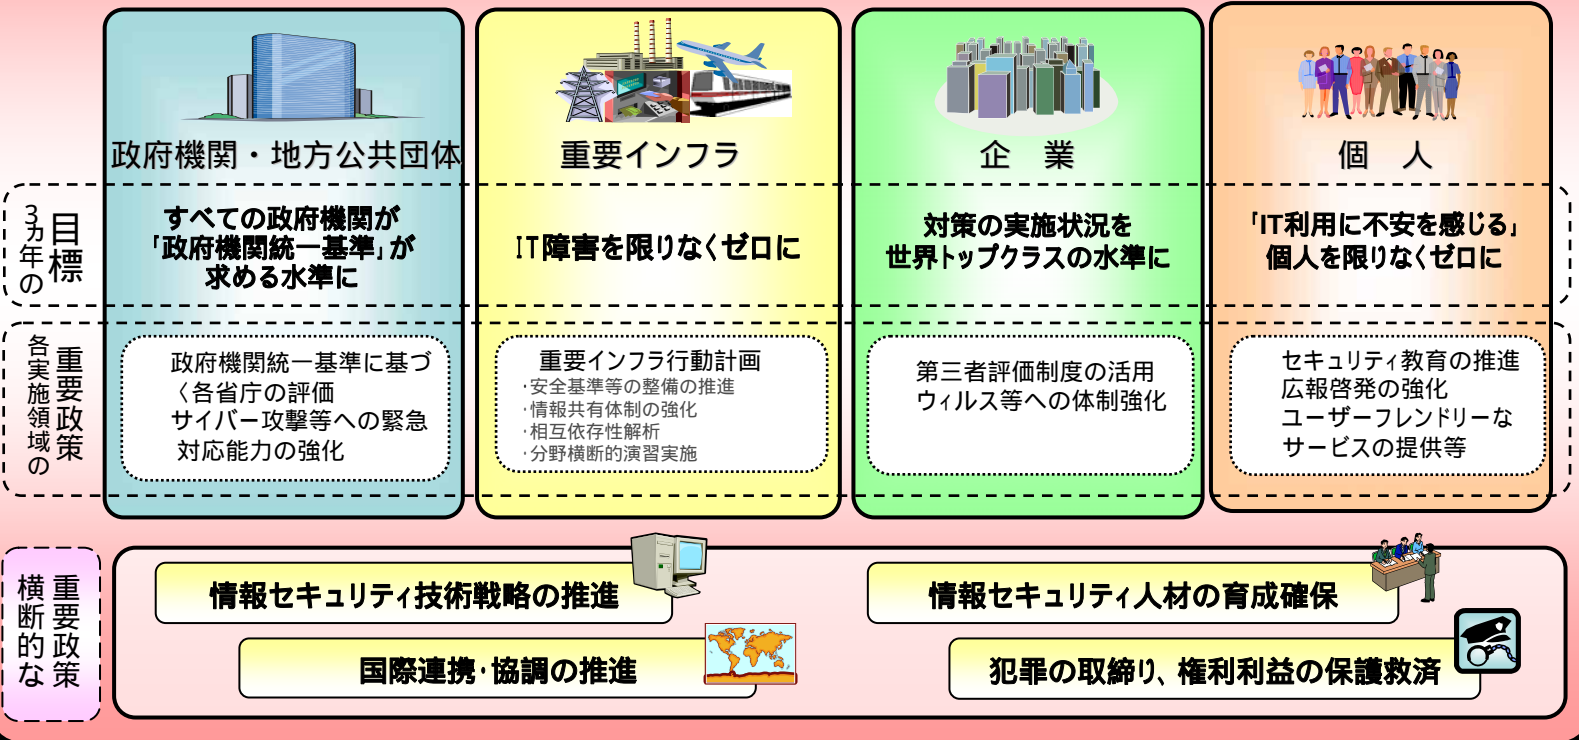 政府機関・地方公共団体
重要インフラ
企　業
個　人
3ヵ年の
目標
すべての政府機関が
「政府機関統一基準」が
求める水準に
IT障害を限りなくゼロに
対策の実施状況を
世界トップクラスの水準に
「IT利用に不安を感じる」
個人を限りなくゼロに
各実施領域の
重要政策
政府機関統一基準に基づ
く各省庁の評価
サイバー攻撃等への緊急
対応能力の強化
重要インフラ行動計画
・安全基準等の整備の推進
・情報共有体制の強化
・相互依存性解析
・分野横断的演習実施
第三者評価制度の活用
ウィルス等への体制強化
セキュリティ教育の推進
広報啓発の強化
ユーザーフレンドリーな
サービスの提供等
横断的な
重要政策
情報セキュリティ技術戦略の推進
情報セキュリティ人材の育成確保
国際連携・協調の推進
犯罪の取締り、権利利益の保護救済